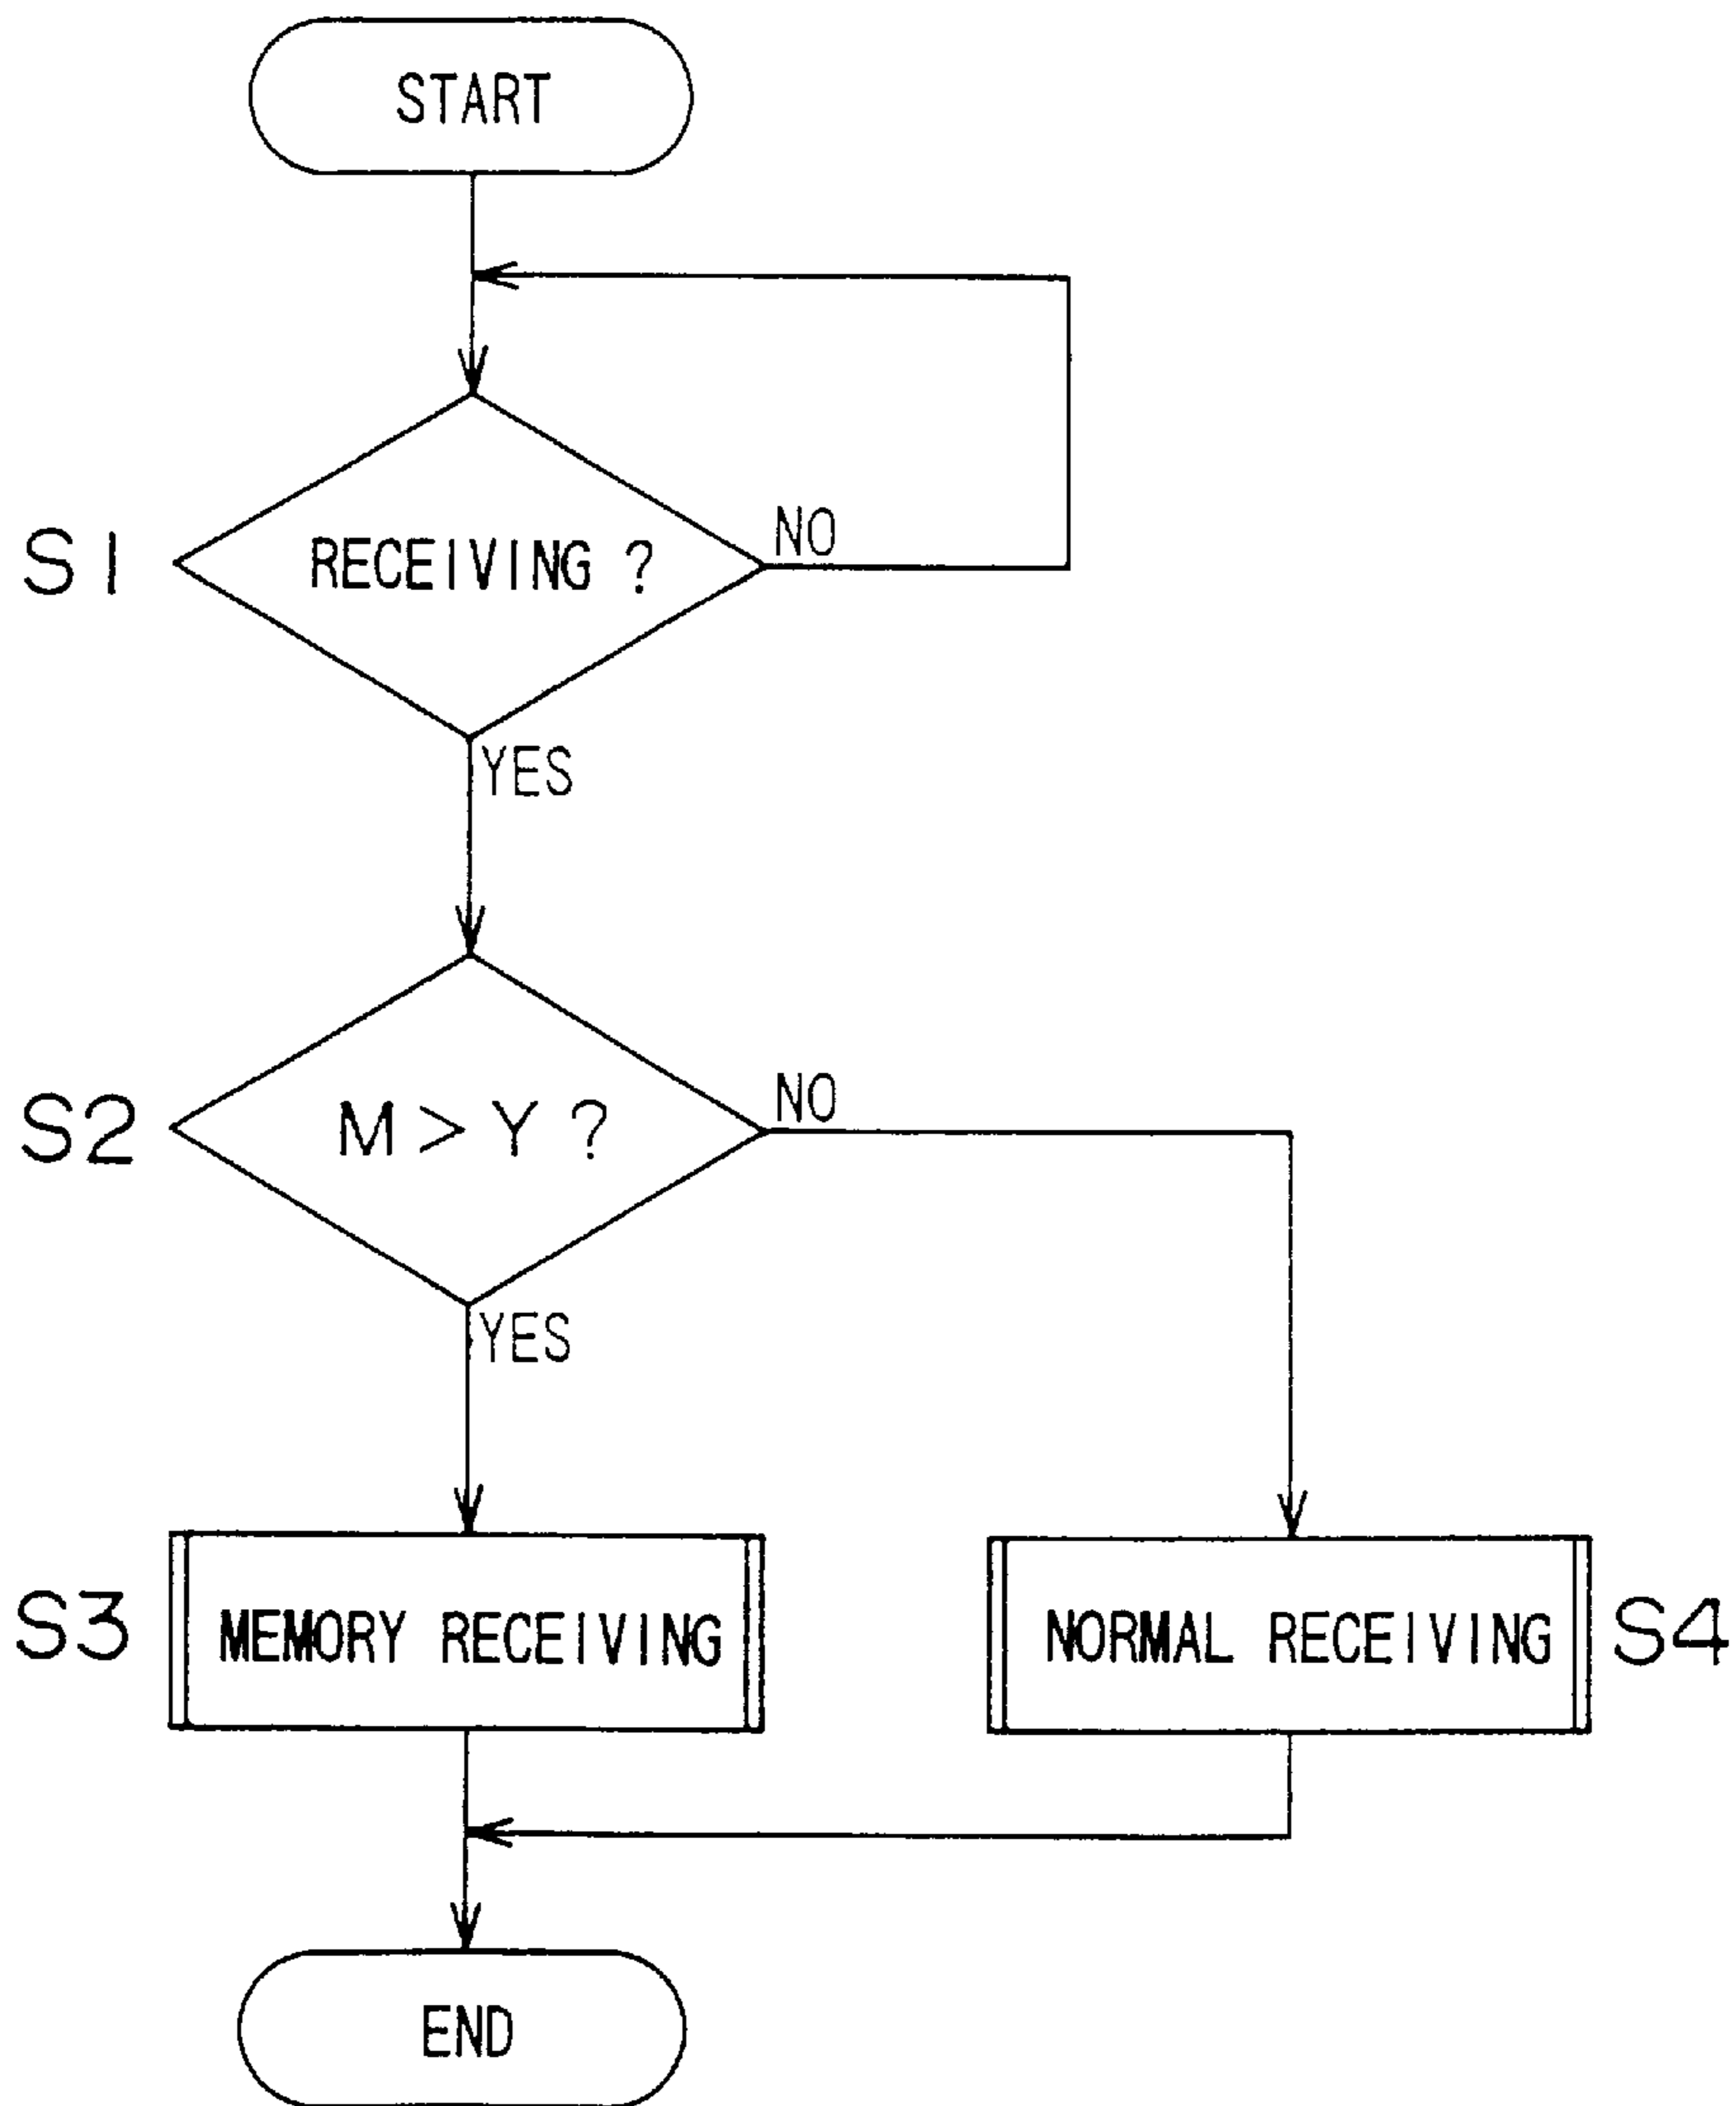 START
S1
RECEIVING ?
NO
YES
S2
M > Y ?
NO
YES
S3
MEMORY RECEIVING
NORMAL RECEIVING
S4
END